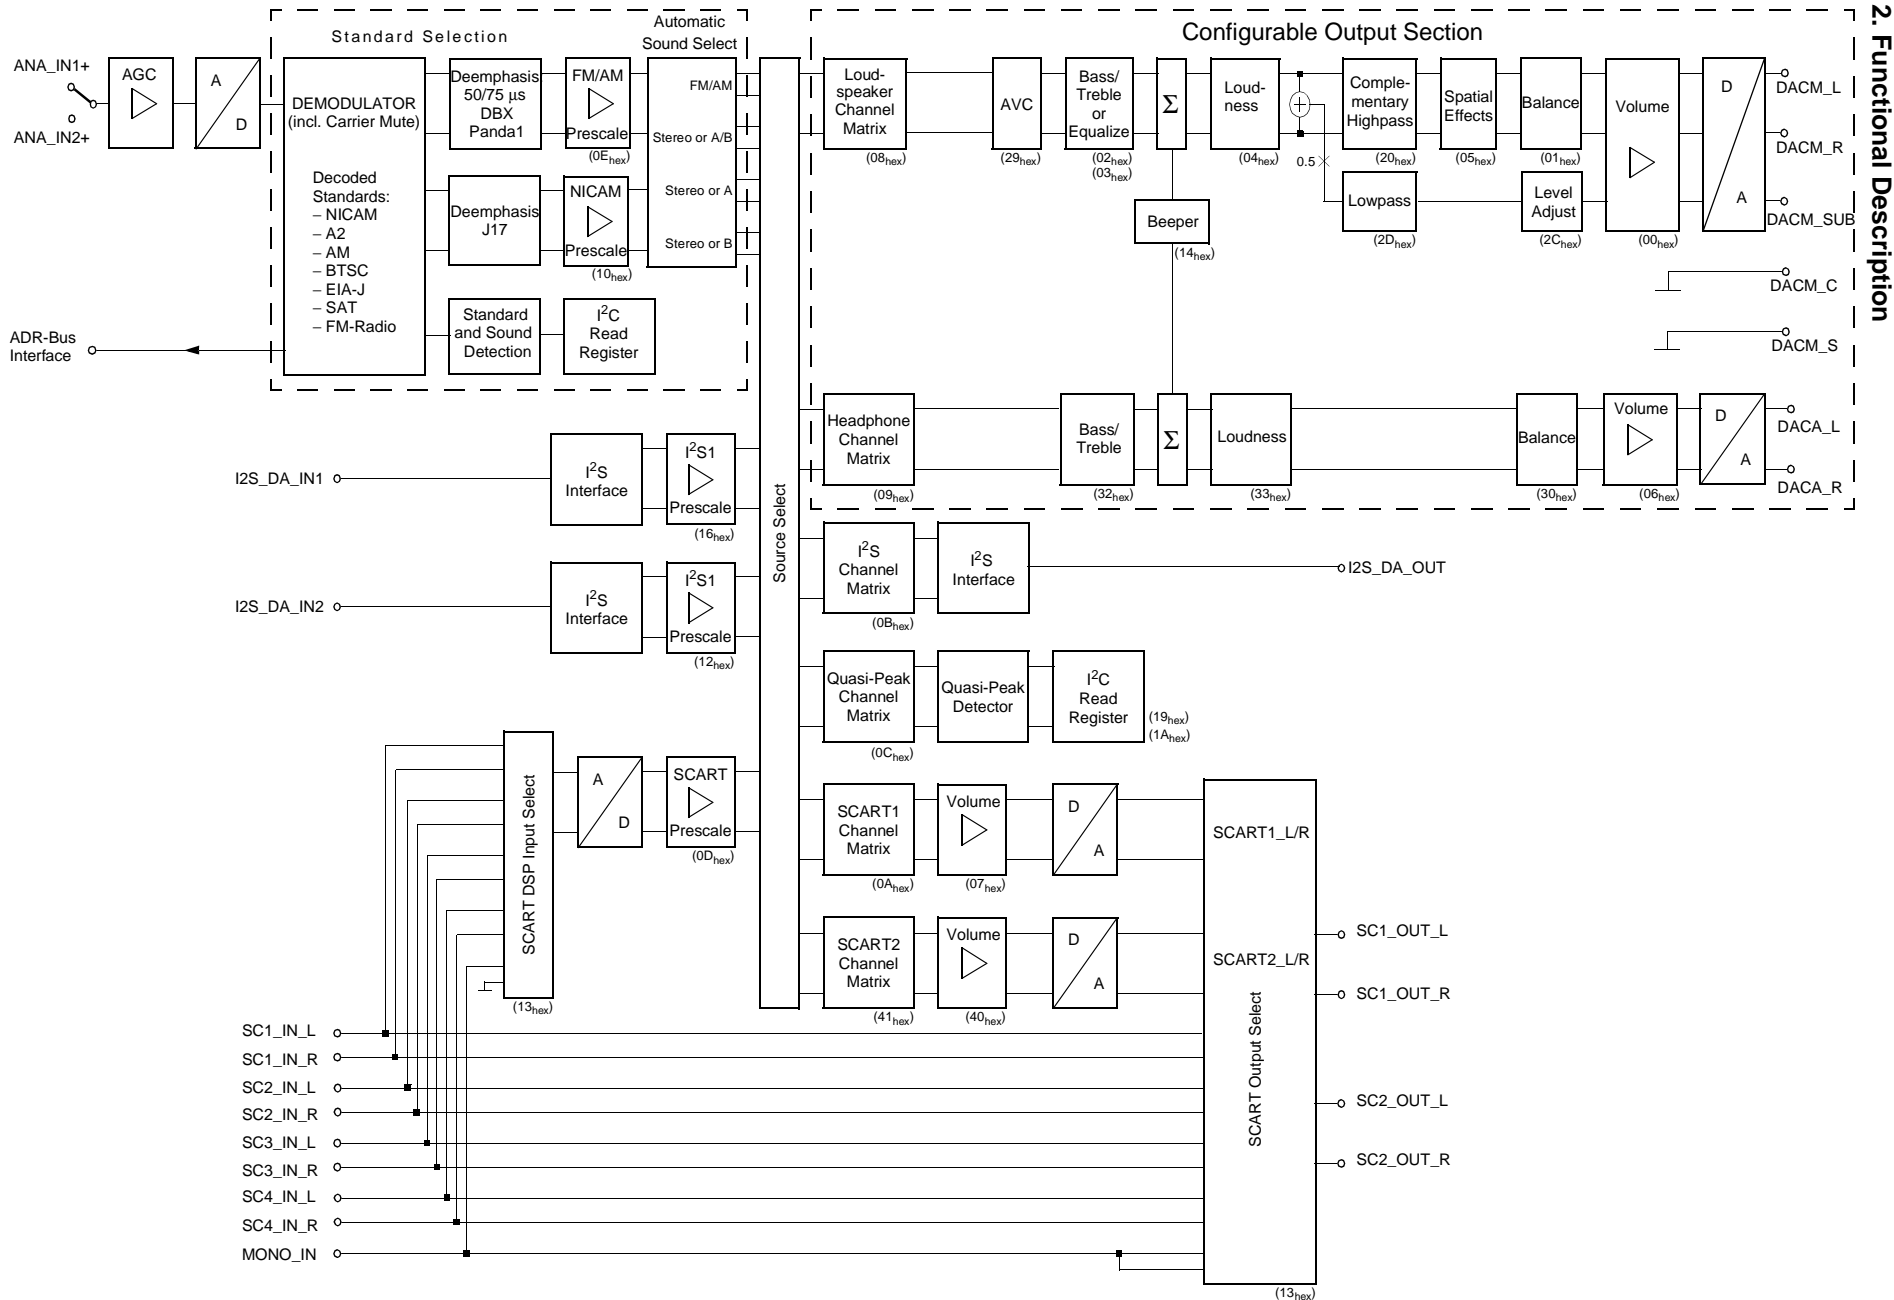 2. Functional Description
Standard Selection
Automatic
Sound Select
ANA_IN1+
ANA_IN2+
AGC
A
D
DEMODULATOR
(incl. Carrier Mute)
Decoded
Standards:
– NICAM
– A2
– AM
– BTSC
– EIA-J
– SAT
– FM-Radio
Deemphasis
50/75 µs
DBX
Panda1
FM/AM
Prescale
(0Ehex)
Deemphasis
J17
NICAM
Prescale
(10hex)
Standard
and Sound
Detection
I2C
Read
Register
FM/AM
Stereo or A/B
Stereo or A
Stereo or B
ADR-Bus
Interface
Source Select
Configurable Output Section
Loud-
speaker
Channel
Matrix
(08hex)
AVC
(29hex)
Bass/
Treble
or
Equalize
(02hex)
(03hex)
Σ
Loud-
ness
(04hex)
+
0.5
Comple-
mentary
Highpass
(20hex)
Spatial
Effects
(05hex)
Balance
(01hex)
Lowpass
(2Dhex)
Level
Adjust
(2Chex)
Volume
(00hex)
D
A
DACM_L
DACM_R
DACM_SUB
DACM_C
DACM_S
Beeper
(14hex)
Headphone
Channel
Matrix
(09hex)
Bass/
Treble
(32hex)
Σ
Loudness
(33hex)
Balance
(30hex)
Volume
(06hex)
D
A
DACA_L
DACA_R
I2S_DA_IN1
I2S
Interface
I2S1
Prescale
(16hex)
I2S_DA_IN2
I2S
Interface
I2S1
Prescale
(12hex)
I2S
Channel
Matrix
(0Bhex)
I2S
Interface
I2S_DA_OUT
Quasi-Peak
Channel
Matrix
(0Chex)
Quasi-Peak
Detector
I2C
Read
Register
(19hex)
(1Ahex)
SCART DSP Input Select
(13hex)
A
D
SCART
Prescale
(0Dhex)
SCART1
Channel
Matrix
(0Ahex)
Volume
(07hex)
D
A
SCART2
Channel
Matrix
(41hex)
Volume
(40hex)
D
A
SCART1_L/R
SCART2_L/R
SCART Output Select
(13hex)
SC1_OUT_L
SC1_OUT_R
SC2_OUT_L
SC2_OUT_R
SC1_IN_L
SC1_IN_R
SC2_IN_L
SC2_IN_R
SC3_IN_L
SC3_IN_R
SC4_IN_L
SC4_IN_R
MONO_IN